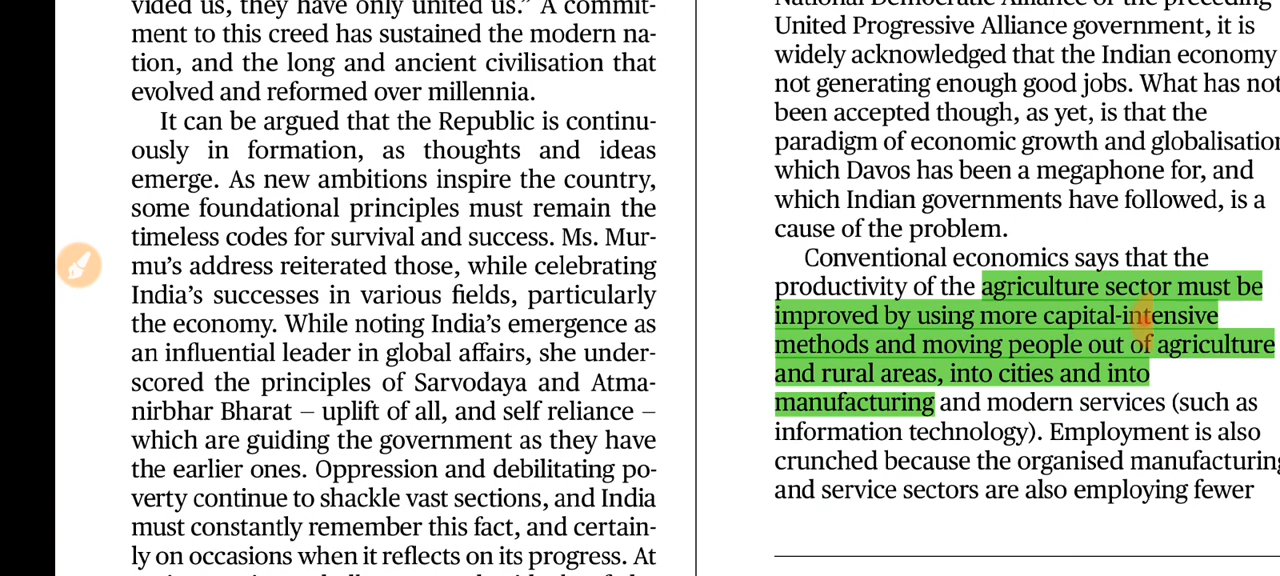 vided us, they have only united us.” A commit-
ment to this creed has sustained the modern na-
tion, and the long and ancient civilisation that
evolved and reformed over millennia.
It can be argued that the Republic is continu-
ously in formation, as thoughts and ideas
emerge. As new ambitions inspire the country,
some foundational principles must remain the
timeless codes for survival and success. Ms. Mur-
mu’s address reiterated those, while celebrating
India’s successes in various fields, particularly
the economy. While noting India’s emergence as
an influential leader in global affairs, she under-
scored the principles of Sarvodaya and Atma-
nirbhar Bharat – uplift of all, and self reliance –
which are guiding the government as they have
the earlier ones. Oppression and debilitating po-
verty continue to shackle vast sections, and India
must constantly remember this fact, and certain-
ly on occasions when it reflects on its progress. At
National Democratic Alliance or the preceding
United Progressive Alliance government, it is
widely acknowledged that the Indian economy
not generating enough good jobs. What has not
been accepted though, as yet, is that the
paradigm of economic growth and globalisation
which Davos has been a megaphone for, and
which Indian governments have followed, is a
cause of the problem.
Conventional economics says that the
productivity of the agriculture sector must be
improved by using more capital-intensive
methods and moving people out of agriculture
and rural areas, into cities and into
manufacturing and modern services (such as
information technology). Employment is also
crunched because the organised manufacturing
and service sectors are also employing fewer